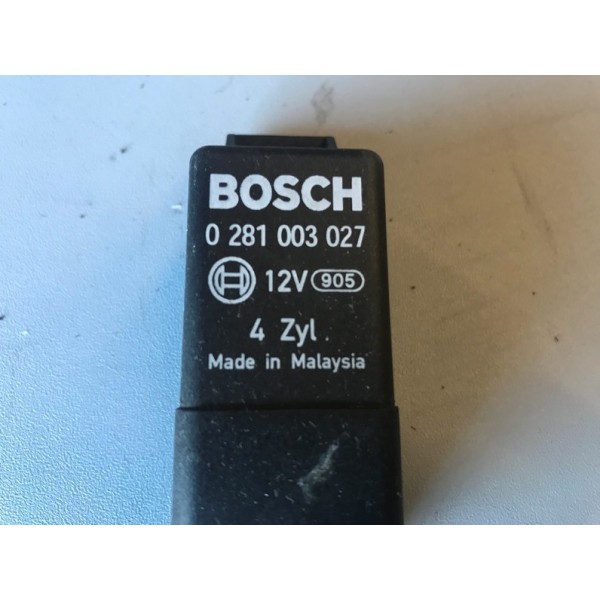 BOSCH
0 281 003 027
12V 905
4 Zyl.
Made in Malaysia